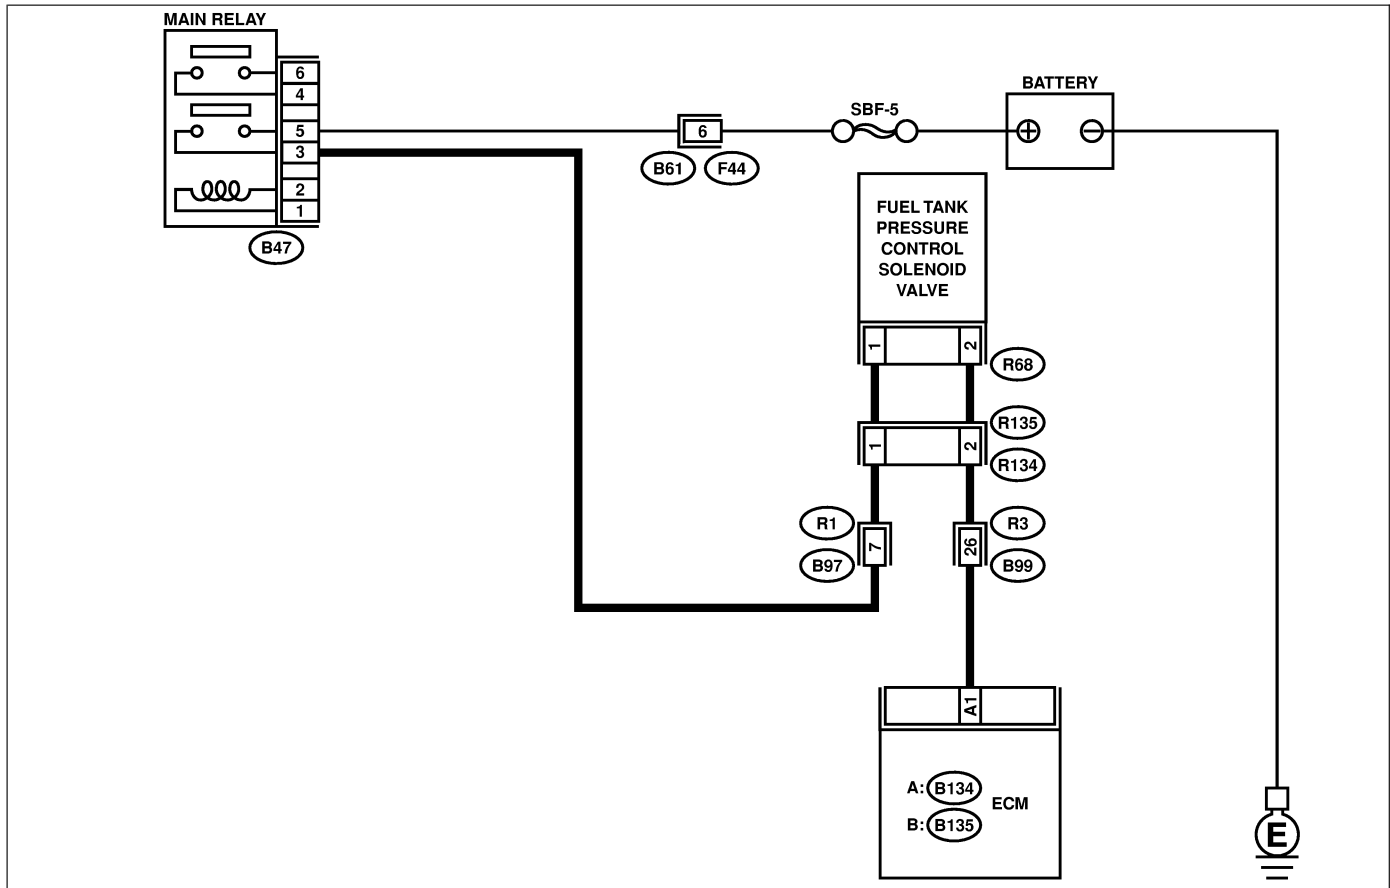 MAIN RELAY
6
4
5
3
2
1
B47
6
B61
F44
SBF-5
BATTERY
FUEL TANK
PRESSURE
CONTROL
SOLENOID
VALVE
1
2
R68
R135
1
2
R134
R1
7
B97
R3
26
B99
A1
A: B134
B: B135
ECM
E